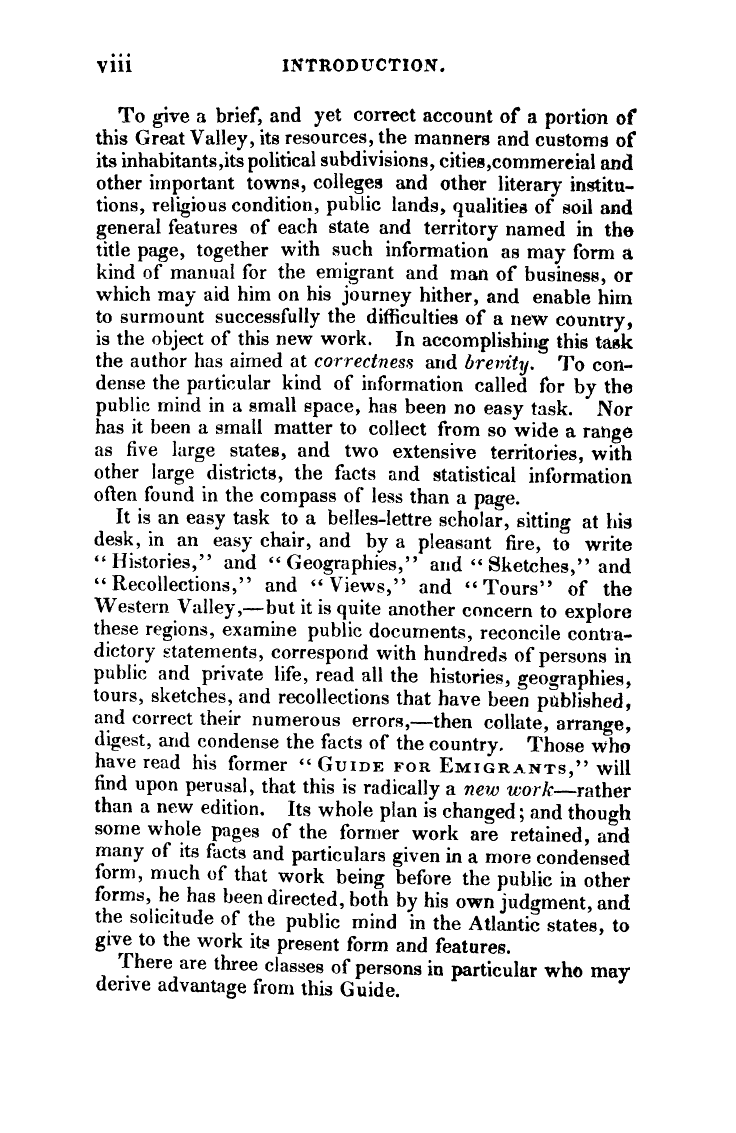 viii INTRODUCTION.
To give a brief, and yet correct account of a portion of
this Great Valley, its resources, the manners and customs of
its inhabitants,its political subdivisions, cities,commercial and
other important towns, colleges and other literary institu-
tions, religious condition, public lands, qualities of soil and
general features of each state and territory named in the
title page, together with such information as may form a
kind of manual for the emigrant and man of business, or
which may aid him on his journey hither, and enable him
to surmount successfully the difficulties of a new country,
is the object of this new work. In accomplishing this task
the author has aimed at correctness and brevity. To con-
dense the particular kind of information called for by the
public mind in a small space, has been no easy task. Nor
has it been a small matter to collect from so wide a range
as five large states, and two extensive territories, with
other large districts, the facts and statistical information
often found in the compass of less than a page.
It is an easy task to a belles-lettre scholar, sitting at his
desk, in an easy chair, and by a pleasant fire, to write
“Histories,” and “Geographies,” and “Sketches,” and
“Recollections,” and “Views,” and “Tours” of the
Western Valley,—but it is quite another concern to explore
these regions, examine public documents, reconcile contra-
dictory statements, correspond with hundreds of persons in
public and private life, read all the histories, geographies,
tours, sketches, and recollections that have been published,
and correct their numerous errors,—then collate, arrange,
digest, and condense the facts of the country. Those who
have read his former “GUIDE FOR EMIGRANTS,” will
find upon perusal, that this is radically a new work—rather
than a new edition. Its whole plan is changed; and though
some whole pages of the former work are retained, and
many of its facts and particulars given in a more condensed
form, much of that work being before the public in other
forms, he has been directed, both by his own judgment, and
the solicitude of the public mind in the Atlantic states, to
give to the work its present form and features.
There are three classes of persons in particular who may
derive advantage from this Guide.